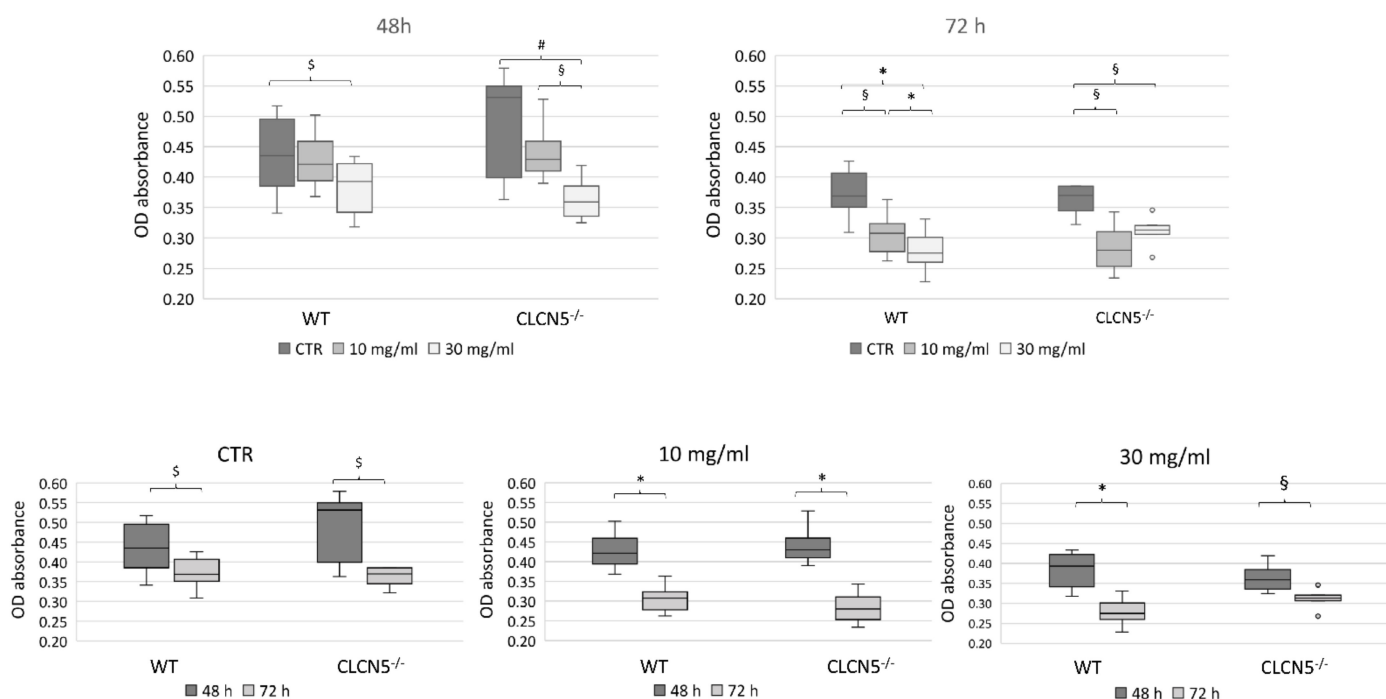 48h
OD absorbance
0.60
0.55
0.50
0.45
0.40
0.35
0.30
0.25
0.20
$
#
§
WT
CLCN5-/-
CTR 10 mg/ml 30 mg/ml
72 h
OD absorbance
0.60
0.55
0.50
0.45
0.40
0.35
0.30
0.25
0.20
*
§ *
§
§
WT
CLCN5-/-
CTR 10 mg/ml 30 mg/ml
CTR
OD absorbance
0.60
0.55
0.50
0.45
0.40
0.35
0.30
0.25
0.20
$
$
WT
CLCN5-/-
48 h 72 h
10 mg/ml
OD absorbance
0.60
0.55
0.50
0.45
0.40
0.35
0.30
0.25
0.20
*
*
WT
CLCN5-/-
48 h 72 h
30 mg/ml
OD absorbance
0.60
0.55
0.50
0.45
0.40
0.35
0.30
0.25
0.20
*
§
WT
CLCN5-/-
48 h 72 h